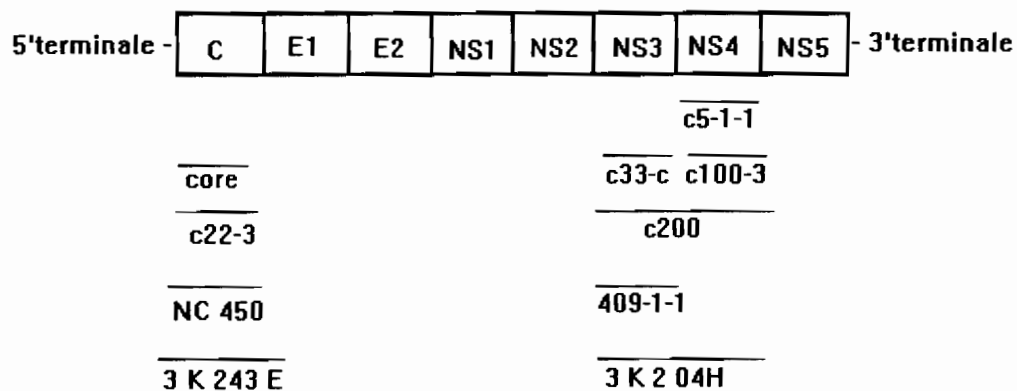 5'terminale - C E1 E2 NS1 NS2 NS3 NS4 NS5 - 3'terminale
c5-1-1
core c33-c c100-3
c22-3 c200
NC 450 409-1-1
3 K 243 E 3 K 2 04H